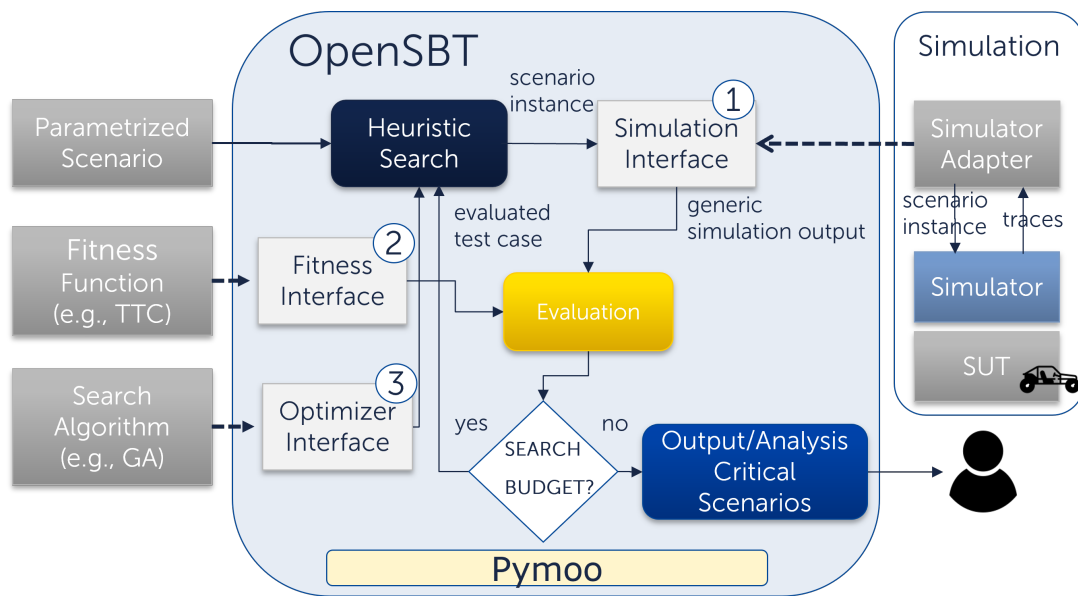 OpenSBT
Simulation
Parametrized
Scenario
Heuristic
Search
scenario
instance
1
Simulation
Interface
Simulator
Adapter
scenario
instance
traces
evaluated
test case
generic
simulation output
Fitness
Function
(e.g., TTC)
2
Fitness
Interface
Evaluation
Simulator
SUT
Search
Algorithm
(e.g., GA)
3
Optimizer
Interface
yes
no
SEARCH
BUDGET?
Output/Analysis
Critical
Scenarios
Pymoo